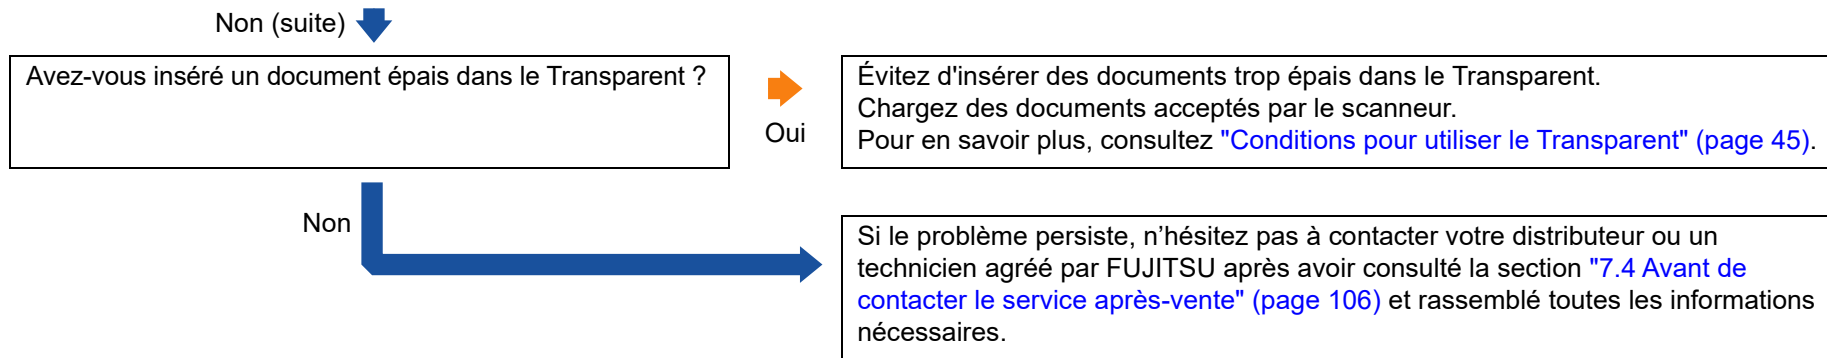 Non (suite)
Avez-vous inséré un document épais dans le Transparent ?
Oui
Évitez d'insérer des documents trop épais dans le Transparent.
Chargez des documents acceptés par le scanneur.
Pour en savoir plus, consultez "Conditions pour utiliser le Transparent" (page 45).
Non
Si le problème persiste, n’hésitez pas à contacter votre distributeur ou un
technicien agréé par FUJITSU après avoir consulté la section "7.4 Avant de
contacter le service après-vente" (page 106) et rassemblé toutes les informations
nécessaires.